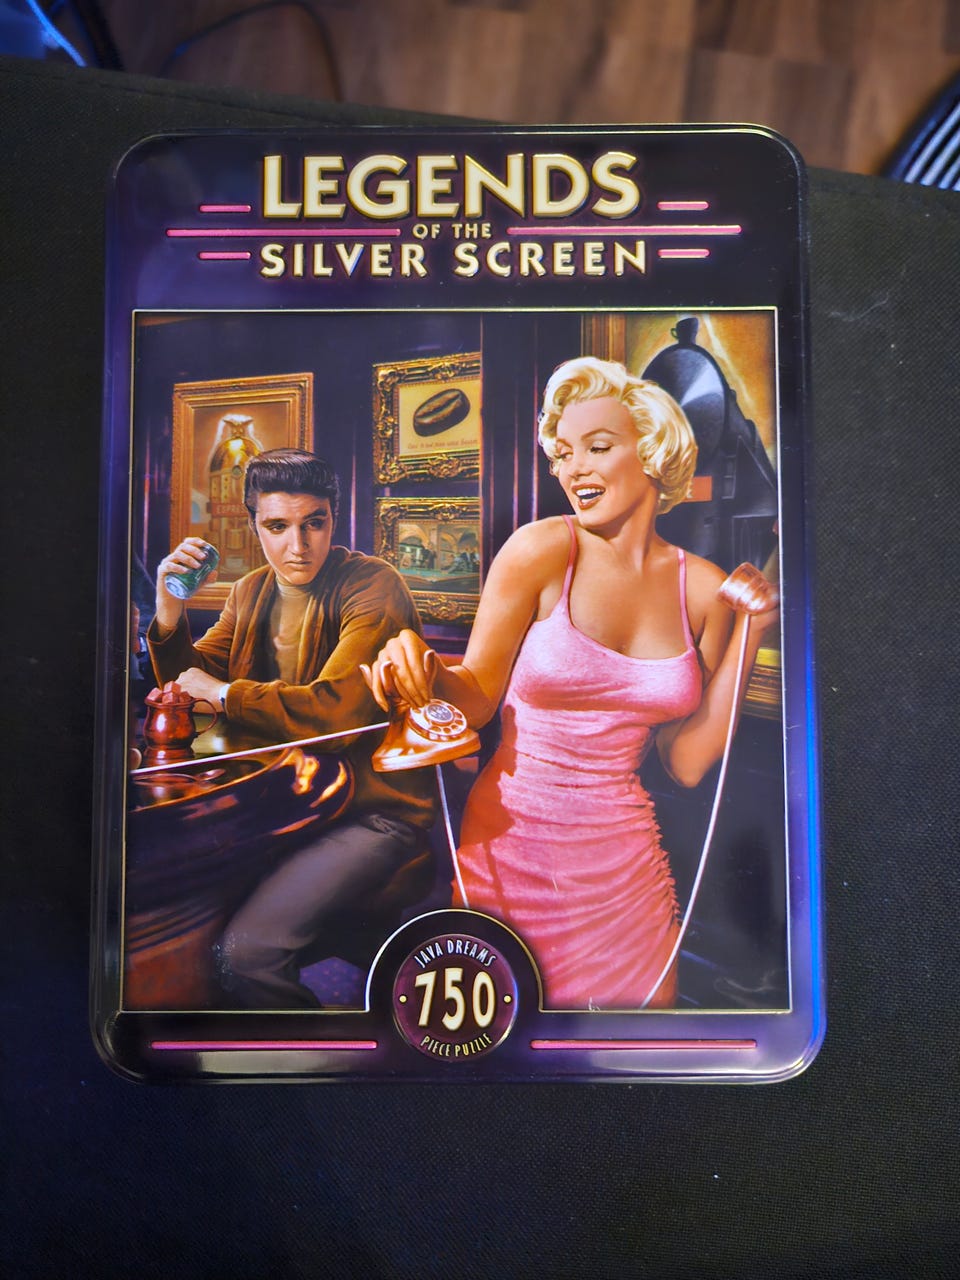 LEGENDS
OF THE
SILVER SCREEN
JAVA DREAMS
750
PIECE PUZZLE